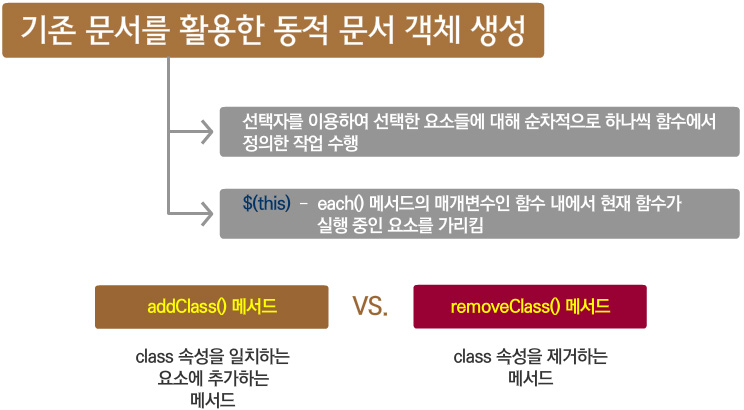 기존 문서를 활용한 동적 문서 객체 생성
선택자를 이용하여 선택한 요소들에 대해 순차적으로 하나씩 함수에서
정의한 작업 수행
$(this) - each() 메서드의 매개변수인 함수 내에서 현재 함수가
실행 중인 요소를 가리킴
addClass() 메서드 VS. removeClass() 메서드
class 속성을 일치하는
요소에 추가하는
메서드
class 속성을 제거하는
메서드